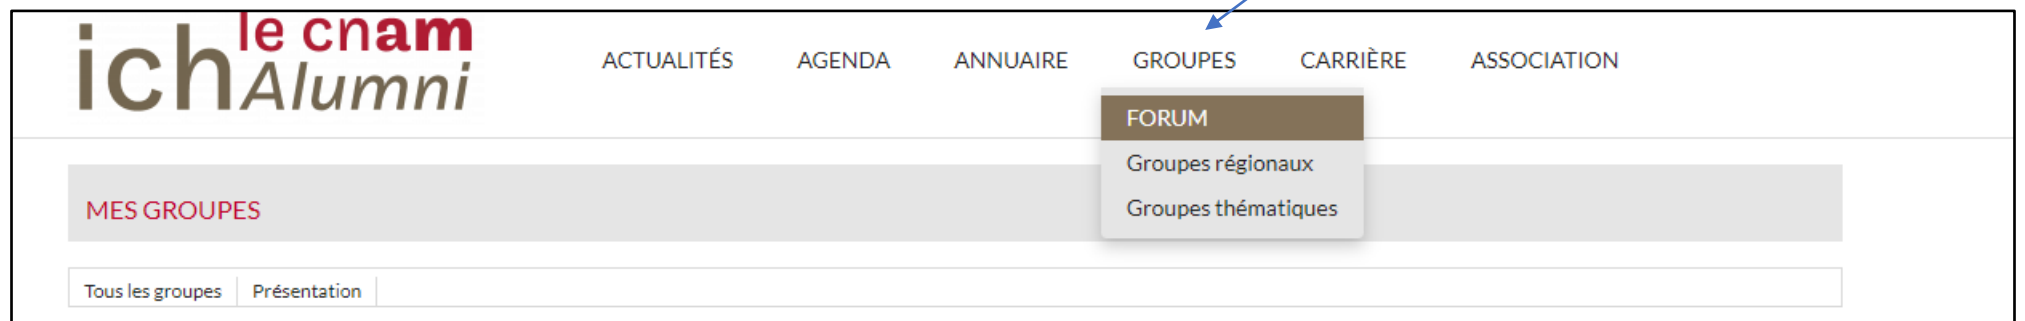 le cnam
ich Alumni
ACTUALITÉS AGENDA ANNUAIRE GROUPES CARRIÈRE ASSOCIATION
FORUM
Groupes régionaux
Groupes thématiques
MES GROUPES
Tous les groupes Présentation